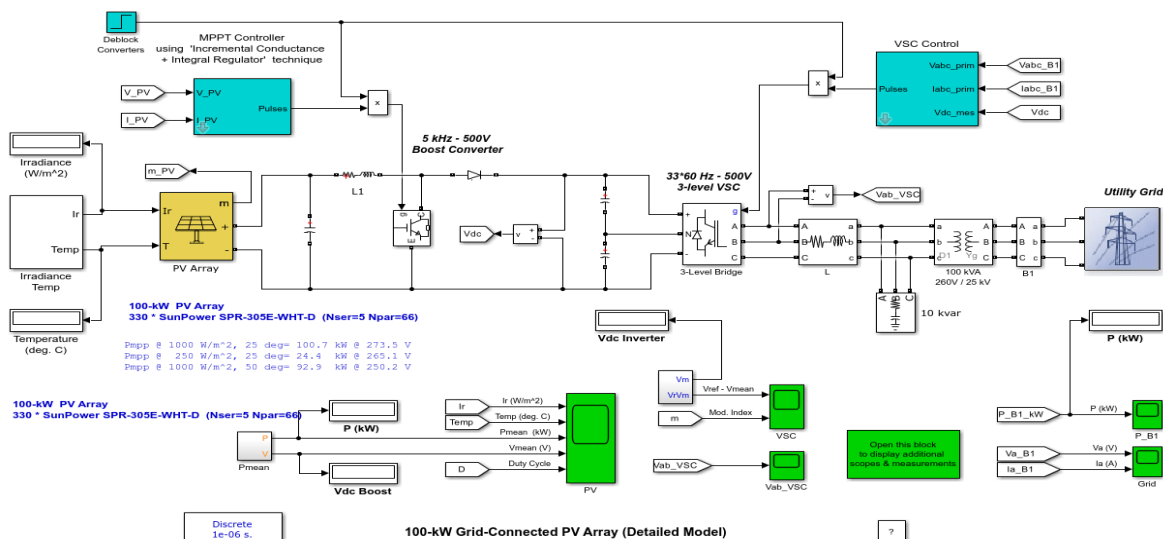 Deblock
Converters
MPPT Controller
using 'Incremental Conductance
+ Integral Regulator' technique
V_PV
I_PV
V_PV
I_PV
Pulses
x
x
VSC Control
Pulses
Vabc_prim
Iabc_prim
Vdc_mes
Vabc_B1
Iabc_B1
Vdc
Irradiance
(W/m^2)
m_PV
Ir
Temp
Irradiance
Temp
Ir
T
m
+
-
PV Array
L1
5 kHz - 500V
Boost Converter
g
C
E
Vdc
v
+
-
33*60 Hz - 500V
3-level VSC
+
N
-
g
A
B
C
3-Level Bridge
+
-
v
Vab_VSC
A
B
C
a
b
c
L
A
B
C
10 kvar
a
b
c
D1
Yg
A
B
C
100 kVA
260V / 25 kV
A
B
C
a
b
c
B1
Utility Grid
Temperature
(deg. C)
100-kW PV Array
330 * SunPower SPR-305E-WHT-D (Nser=5 Npar=66)
Pmpp @ 1000 W/m^2, 25 deg= 100.7 kW @ 273.5 V
Pmpp @ 250 W/m^2, 25 deg= 24.4 kW @ 265.1 V
Pmpp @ 1000 W/m^2, 50 deg= 92.9 kW @ 250.2 V
100-kW PV Array
330 * SunPower SPR-305E-WHT-D (Nser=5 Npar=66)
P
V
Pmean
P (kW)
Vdc Boost
Ir
Temp
D
Ir (W/m^2)
Temp (deg. C)
Pmean (kW)
Vmean (V)
Duty Cycle
PV
Vdc Inverter
Vm
VrVm
Vref - Vmean
m
Mod. Index
VSC
Vab_VSC
Vab_VSC
Open this block
to display additional
scopes & measurements
P (kW)
P_B1_kW
P (kW)
P_B1
Va_B1
Ia_B1
Va (V)
Ia (A)
Grid
Discrete
1e-06 s.
100-kW Grid-Connected PV Array (Detailed Model)
?